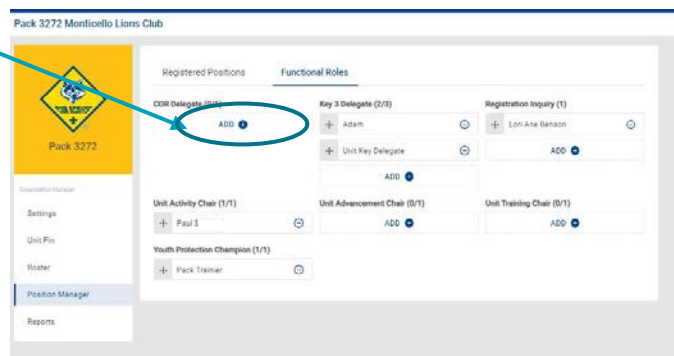 Pack 3272 Monticello Lions Club
Pack 3272
Settings
Unit Pin
Roster
Position Manager
Reports
Registered Positions
Functional Roles
COR Delegate (0/1)
ADD
Key 3 Delegate (2/3)
Adam
Unit Key Delegate
ADD
Registration Inquiry (1)
Lori Ane Benson
ADD
Unit Activity Chair (1/1)
Paul S
Unit Advancement Chair (0/1)
ADD
Unit Training Chair (0/1)
ADD
Youth Protection Champion (1/1)
Pack Trainier